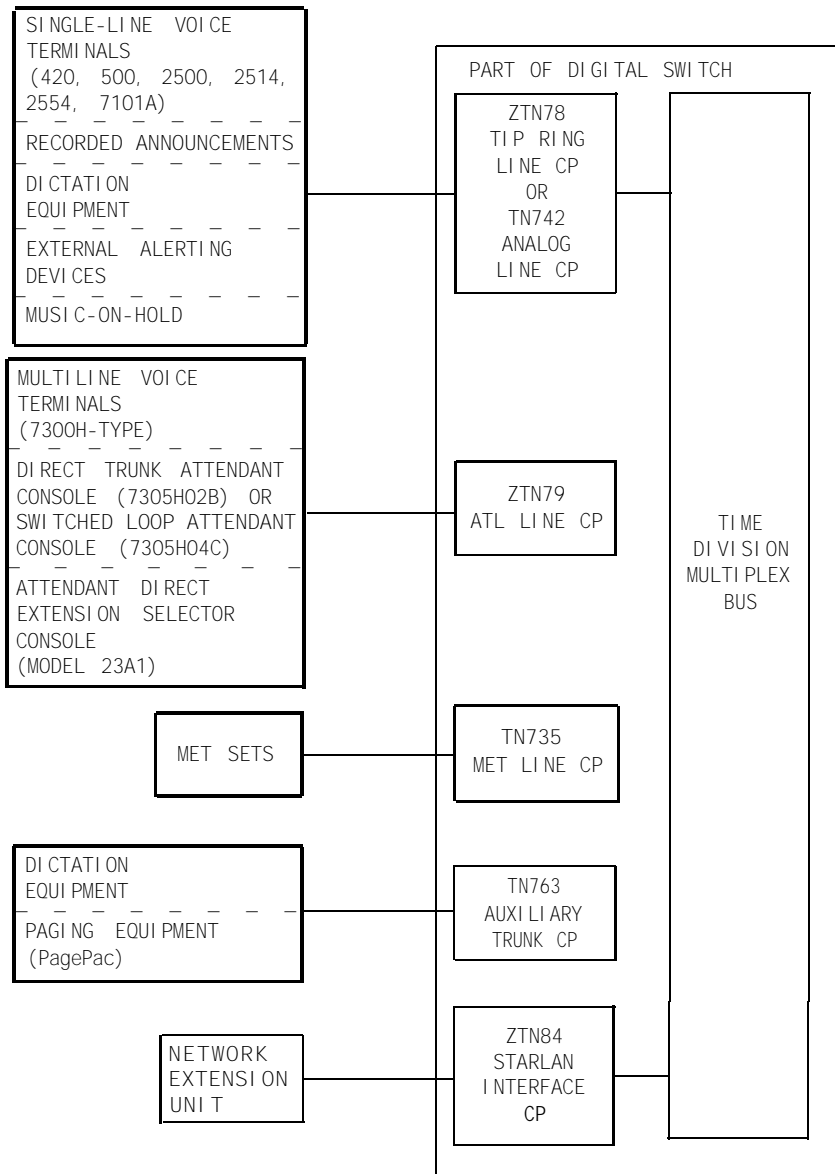 SINGLE-LINE VOICE
TERMINALS
(420, 500, 2500, 2514,
2554, 7101A)
RECORDED ANNOUNCEMENTS
DICTATION
EQUIPMENT
EXTERNAL ALERTING
DEVICES
MUSIC-ON-HOLD
PART OF DIGITAL SWITCH
ZTN78
TIP RING
LINE CP
OR
TN742
ANALOG
LINE CP
MULTILINE VOICE
TERMINALS
(7300H-TYPE)
DIRECT TRUNK ATTENDANT
CONSOLE (7305H02B) OR
SWITCHED LOOP ATTENDANT
CONSOLE (7305H04C)
ATTENDANT DIRECT
EXTENSION SELECTOR
CONSOLE
(MODEL 23A1)
ZTN79
ATL LINE CP
TIME
DIVISION
MULTIPLEX
BUS
MET SETS
TN735
MET LINE CP
DICTATION
EQUIPMENT
PAGING EQUIPMENT
(PagePac)
TN763
AUXILIARY
TRUNK CP
NETWORK
EXTENSION
UNIT
ZTN84
STARLAN
INTERFACE
CP